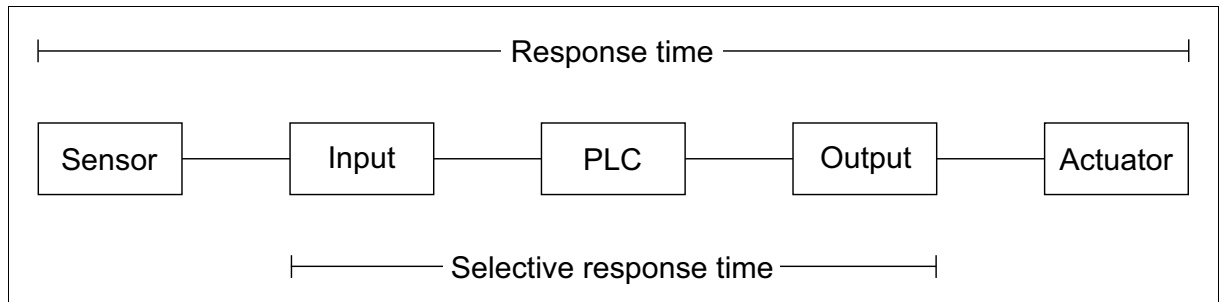 Response time
Sensor
Input
PLC
Output
Actuator
Selective response time